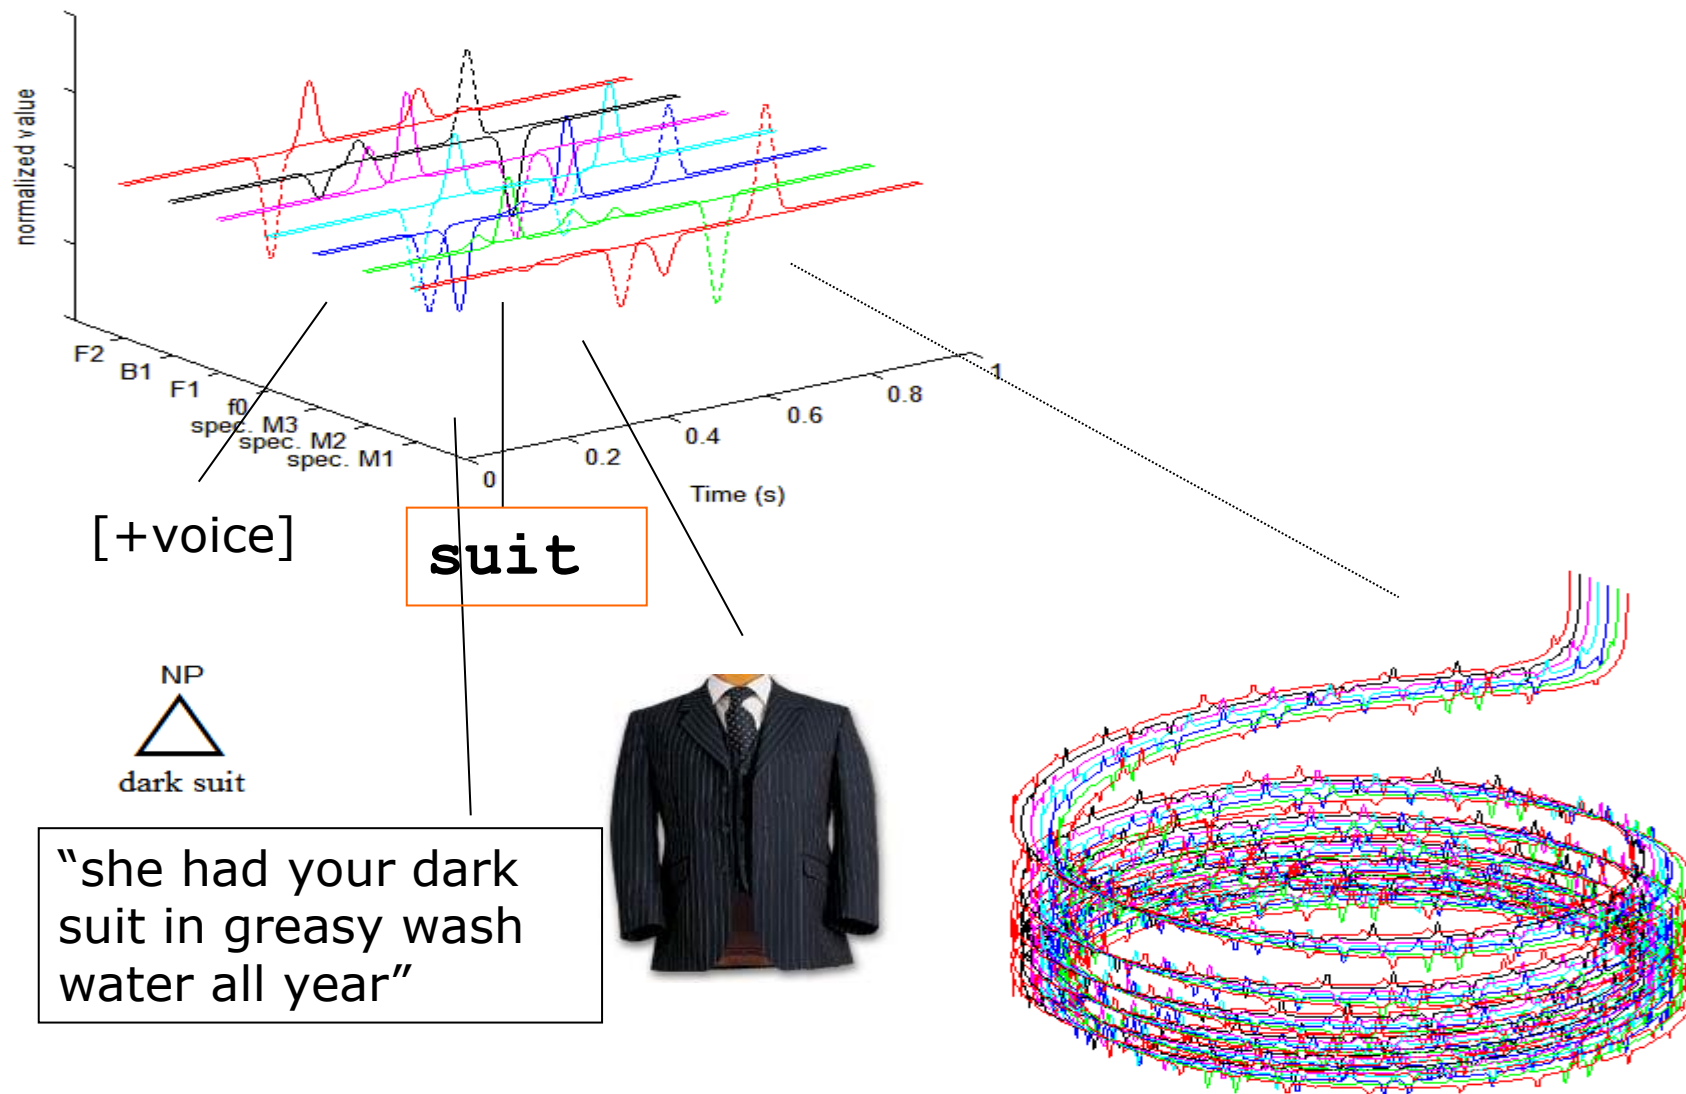 normalized value
F2
B1
F1
f0
spec. M3
spec. M2
spec. M1
0
0.2
0.4
0.6
0.8
1
Time (s)
[+voice]
suit
NP
dark suit
“she had your dark
suit in greasy wash
water all year”